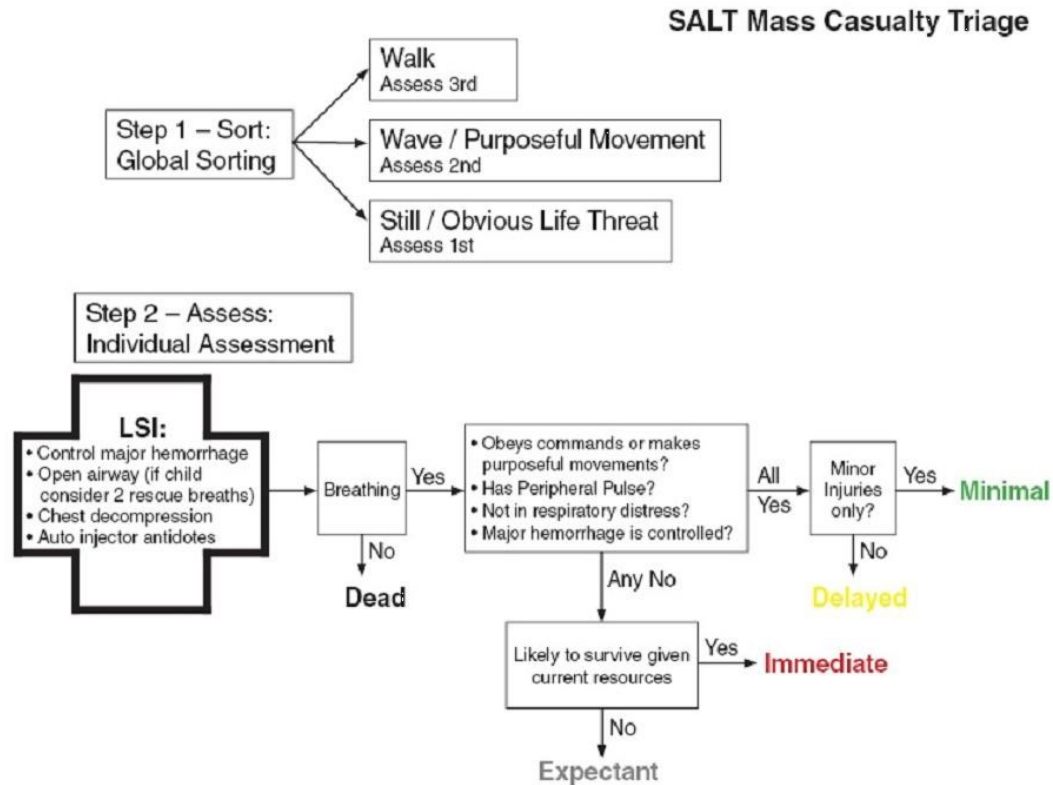 SALT Mass Casualty Triage
Step 1 – Sort:
Global Sorting
Walk
Assess 3rd
Wave / Purposeful Movement
Assess 2nd
Still / Obvious Life Threat
Assess 1st
Step 2 – Assess:
Individual Assessment
LSI:
• Control major hemorrhage
• Open airway (if child
consider 2 rescue breaths)
• Chest decompression
• Auto injector antidotes
Breathing
Yes
No
Dead
• Obeys commands or makes
purposeful movements?
• Has Peripheral Pulse?
• Not in respiratory distress?
• Major hemorrhage is controlled?
All
Yes
Minor
Injuries
only?
Yes
Minimal
No
Delayed
Any No
Likely to survive given
current resources
Yes
Immediate
No
Expectant